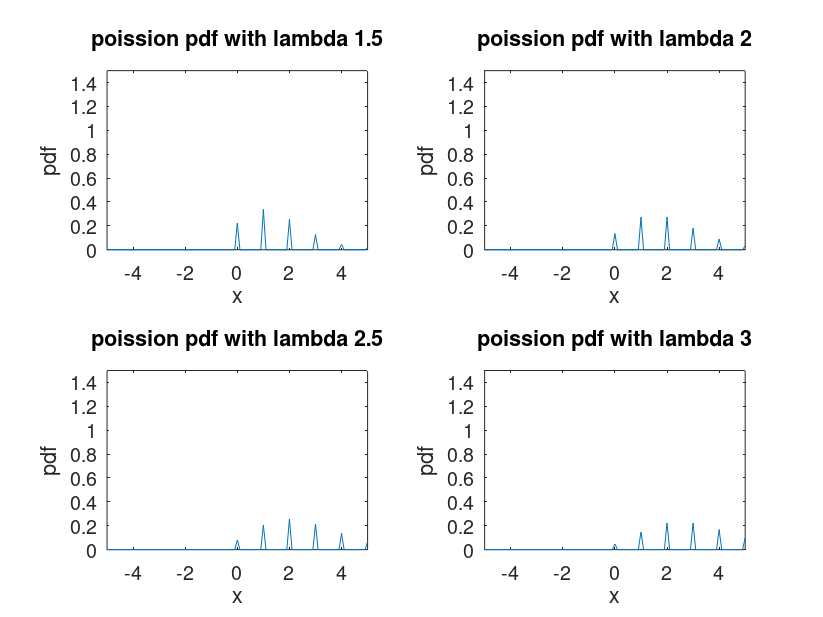 poission pdf with lambda 1.5
1.4
1.2
1
0.8
0.6
0.4
0.2
0
pdf
-4 -2 0 2 4
x
poission pdf with lambda 2
1.4
1.2
1
0.8
0.6
0.4
0.2
0
pdf
-4 -2 0 2 4
x
poission pdf with lambda 2.5
1.4
1.2
1
0.8
0.6
0.4
0.2
0
pdf
-4 -2 0 2 4
x
poission pdf with lambda 3
1.4
1.2
1
0.8
0.6
0.4
0.2
0
pdf
-4 -2 0 2 4
x